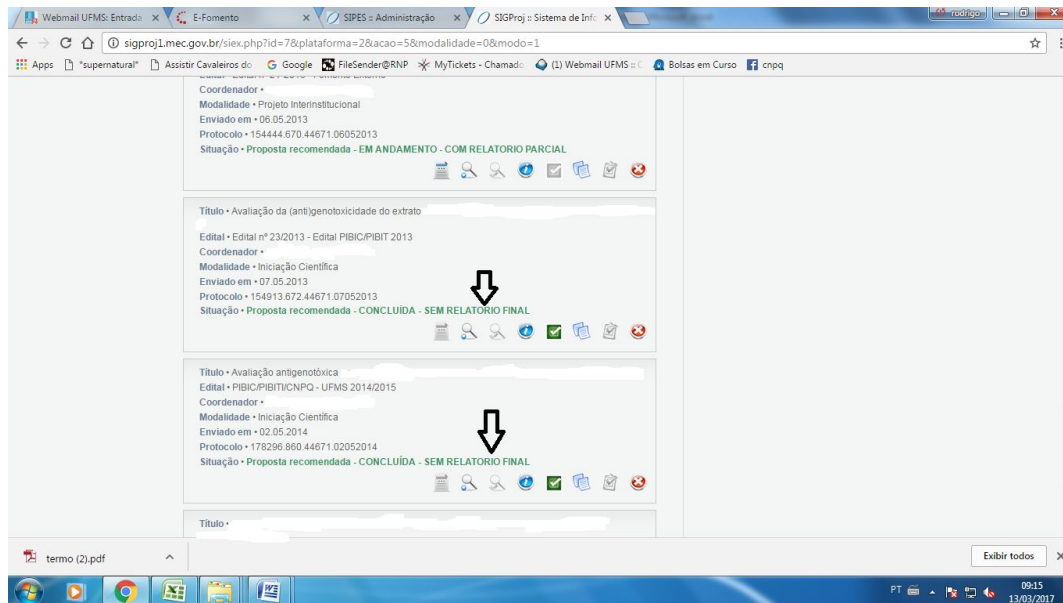 Webmail UFMS: Entrada
E-Fomento
SIPES :: Administração
SIGProj :: Sistema de Info
rodrigo
sigproj1.mec.gov.br/siex.php?id=7&plataforma=2&acao=5&modalidade=0&modo=1
Apps "supernatural" Assistir Cavaleiros do Google FileSender@RNP MyTickets - Chamado (1) Webmail UFMS :: Bolsas em Curso cnpq
Coordenador •
Modalidade • Projeto Interinstitucional
Enviado em • 06.05.2013
Protocolo • 154444.670.44671.06052013
Situação • Proposta recomendada - EM ANDAMENTO - COM RELATORIO PARCIAL
Título • Avaliação da (anti)genotoxicidade do extrato
Edital • Edital nº 23/2013 - Edital PIBIC/PIBIT 2013
Coordenador •
Modalidade • Iniciação Científica
Enviado em • 07.05.2013
Protocolo • 154913.672.44671.07052013
Situação • Proposta recomendada - CONCLUÍDA - SEM RELATORIO FINAL
Título • Avaliação antigenotóxica
Edital • PIBIC/PIBITI/CNPQ - UFMS 2014/2015
Coordenador •
Modalidade • Iniciação Científica
Enviado em • 02.05.2014
Protocolo • 178296.860.44671.02052014
Situação • Proposta recomendada - CONCLUÍDA - SEM RELATORIO FINAL
Título •
termo (2).pdf
Exibir todos
PT
09:15
13/03/2017